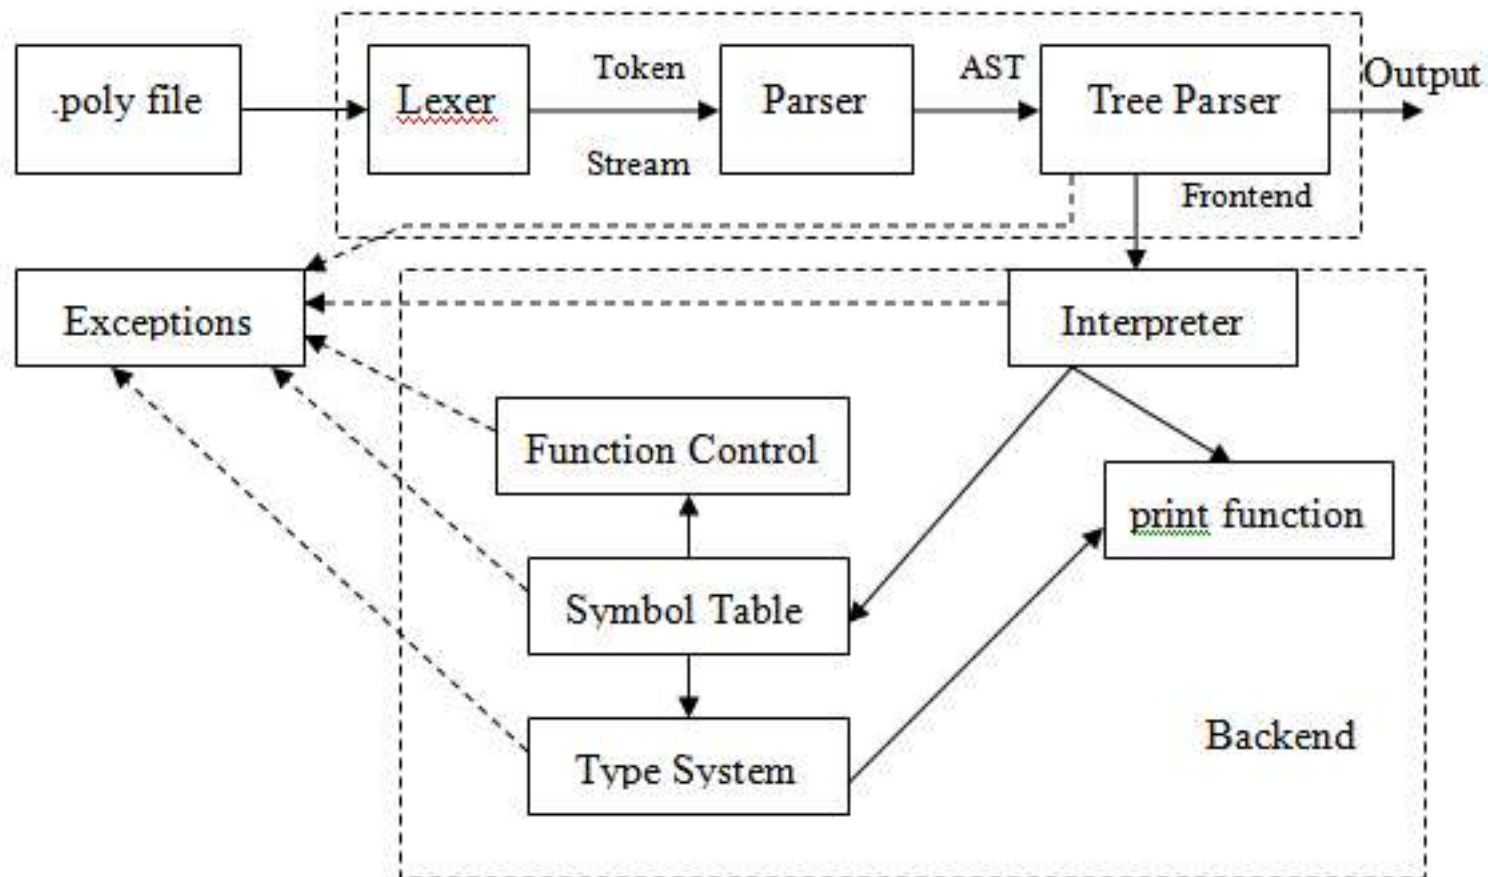 .poly file
Lexer
Token
Stream
Parser
AST
Tree Parser
Output
Frontend
Exceptions
Interpreter
Function Control
print function
Symbol Table
Type System
Backend